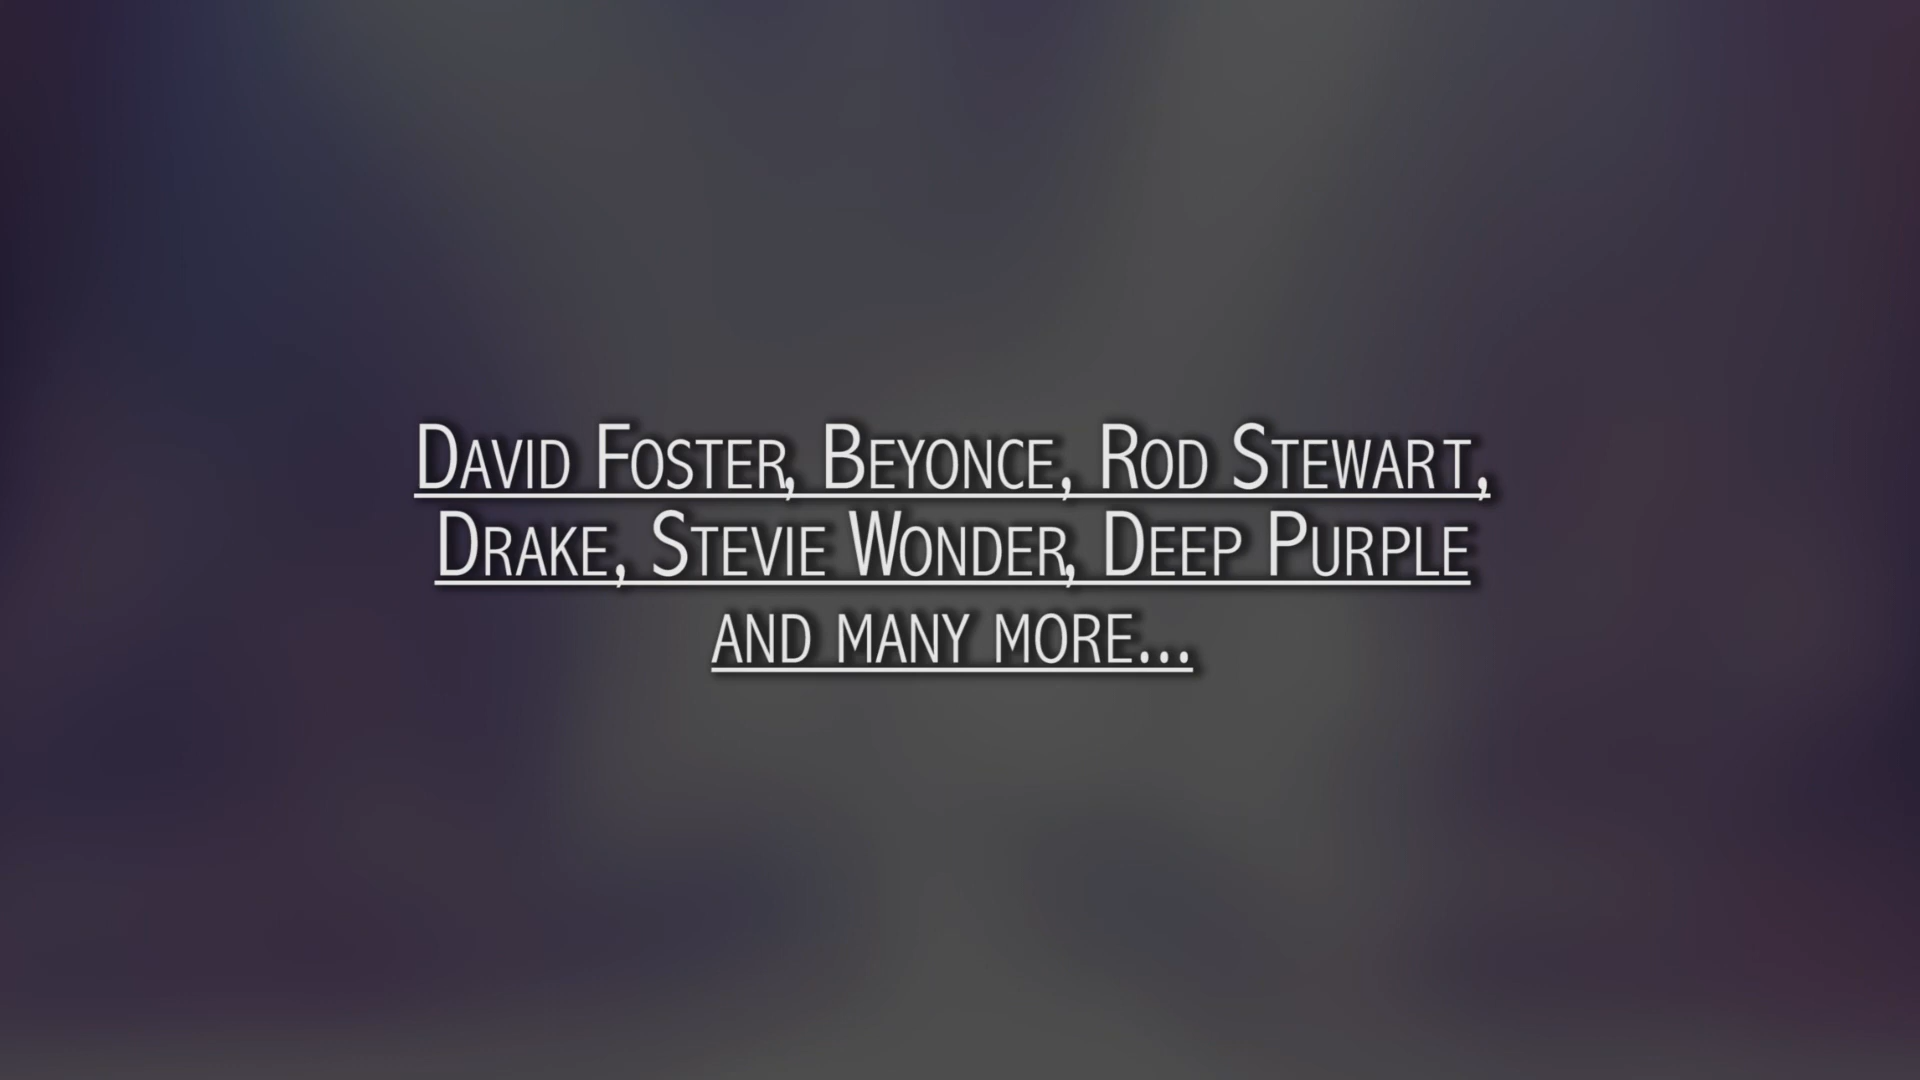 David Foster, Beyonce, Rod Stewart,
Drake, Stevie Wonder, Deep Purple
and many more...